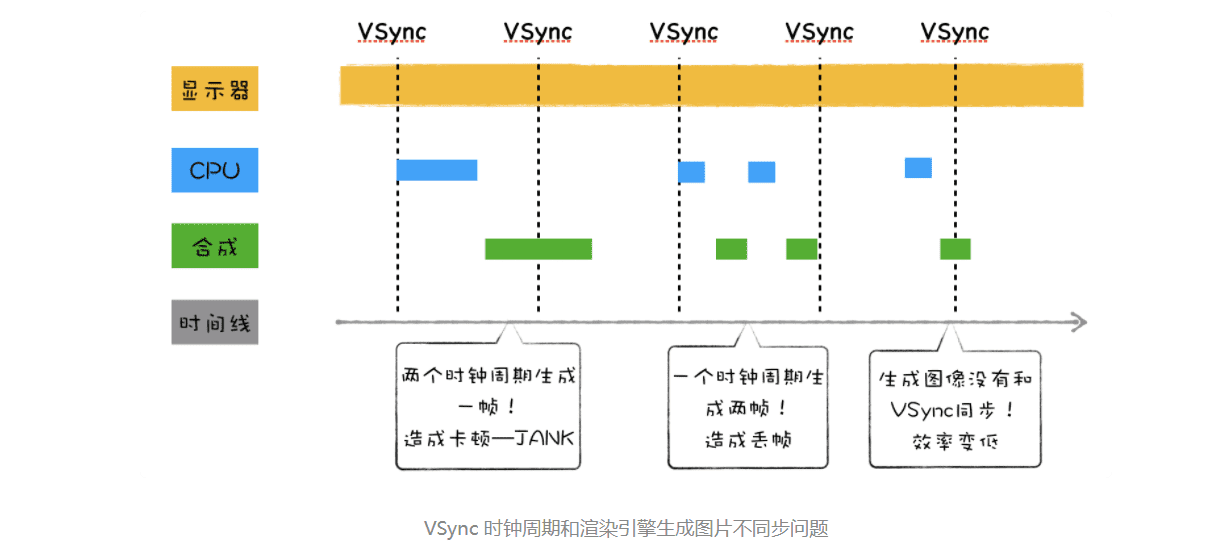 VSync VSync VSync VSync VSync
显示器
CPU
合成
时间线
两个时钟周期生成
一帧！
造成卡顿—JANK
一个时钟周期生
成两帧！
造成丢帧
生成图像没有和
VSync同步！
效率变低
VSync 时钟周期和渲染引擎生成图片不同步问题